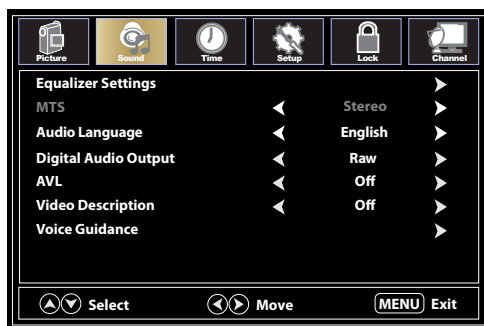 Picture Sound Time Setup Lock Channel
Equalizer Settings
MTS Stereo
Audio Language English
Digital Audio Output Raw
AVL Off
Video Description Off
Voice Guidance
Select Move MENU Exit